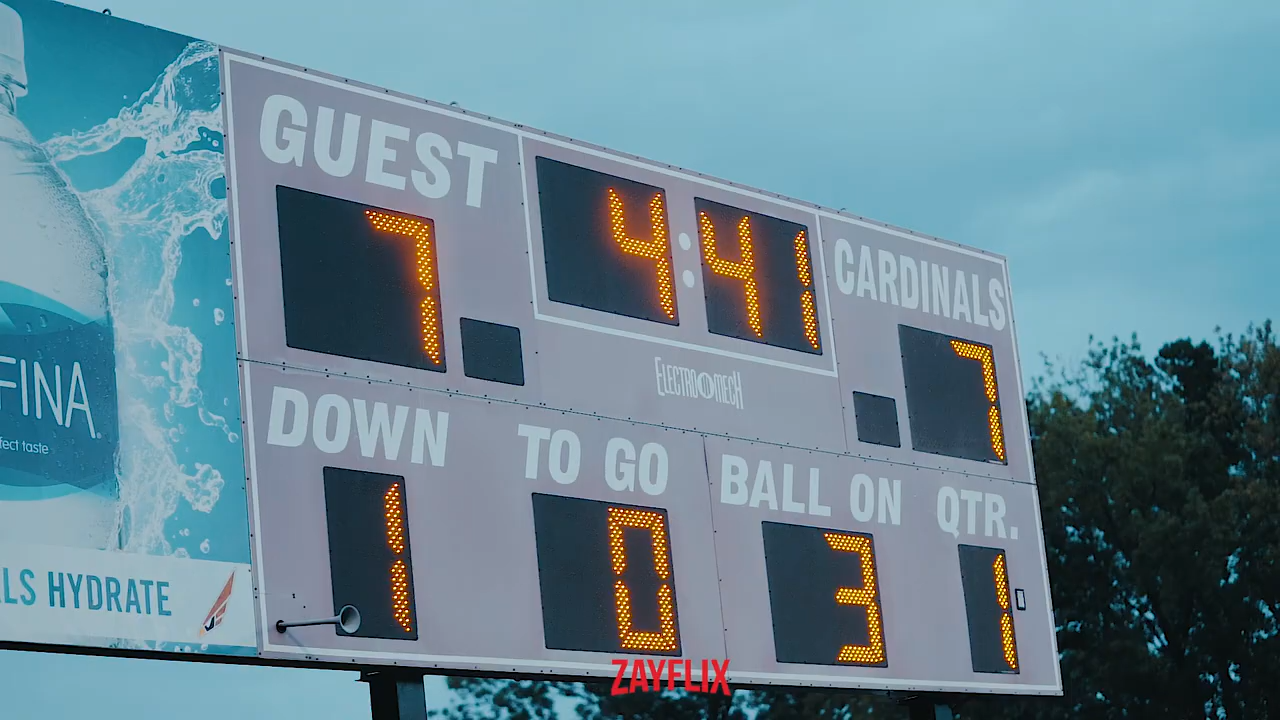 GUEST
7
4:41
CARDINALS
7
ELECTRO MECH
DOWN
1
TO GO
0
BALL ON
3
QTR.
1
FINA
fect taste
LS HYDRATE
ZAYFLIX